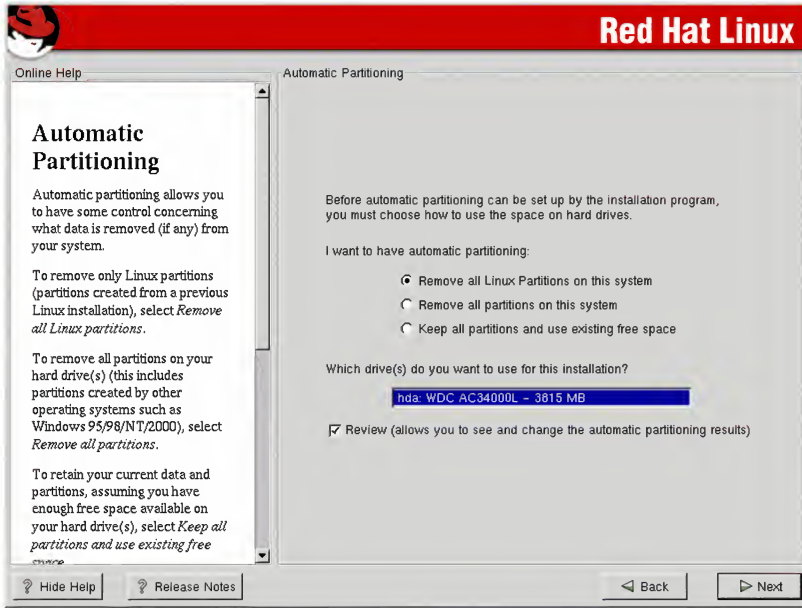 Red Hat Linux
Online Help
Automatic
Partitioning
Automatic partitioning allows you
to have some control concerning
what data is removed (if any) from
your system.
To remove only Linux partitions
(partitions created from a previous
Linux installation), select Remove
all Linux partitions.
To remove all partitions on your
hard drive(s) (this includes
partitions created by other
operating systems such as
Windows 95/98/NT/2000), select
Remove all partitions.
To retain your current data and
partitions, assuming you have
enough free space available on
your hard drive(s), select Keep all
partitions and use existing free
Automatic Partitioning
Before automatic partitioning can be set up by the installation program,
you must choose how to use the space on hard drives.
I want to have automatic partitioning:
Remove all Linux Partitions on this system
Remove all partitions on this system
Keep all partitions and use existing free space
Which drive(s) do you want to use for this installation?
hda: WDC AC34000L - 3815 MB
Review (allows you to see and change the automatic partitioning results)
Hide Help
Release Notes
Back
Next